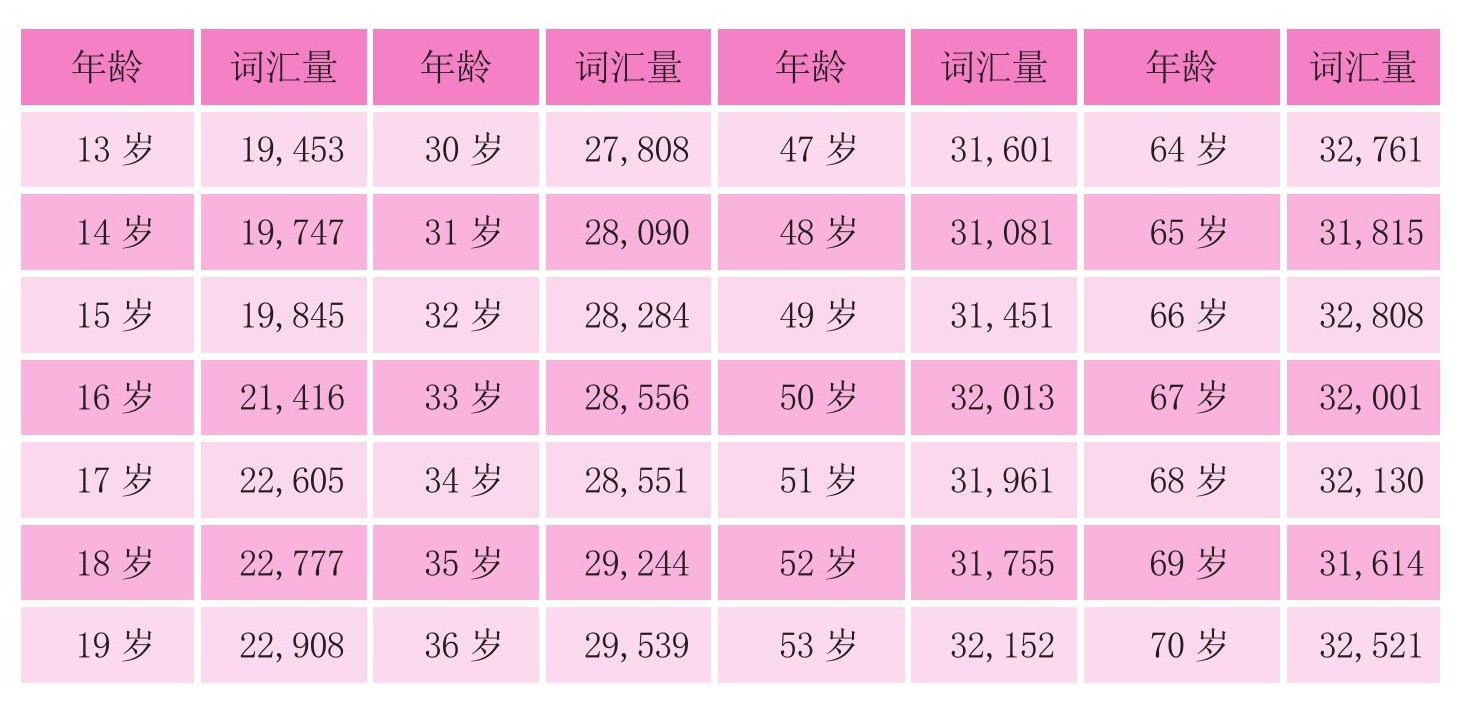 年龄 词汇量 年龄 词汇量 年龄 词汇量 年龄 词汇量
13 岁 19,453 30 岁 27,808 47 岁 31,601 64 岁 32,761
14 岁 19,747 31 岁 28,090 48 岁 31,081 65 岁 31,815
15 岁 19,845 32 岁 28,284 49 岁 31,451 66 岁 32,808
16 岁 21,416 33 岁 28,556 50 岁 32,013 67 岁 32,001
17 岁 22,605 34 岁 28,551 51 岁 31,961 68 岁 32,130
18 岁 22,777 35 岁 29,244 52 岁 31,755 69 岁 31,614
19 岁 22,908 36 岁 29,539 53 岁 32,152 70 岁 32,521